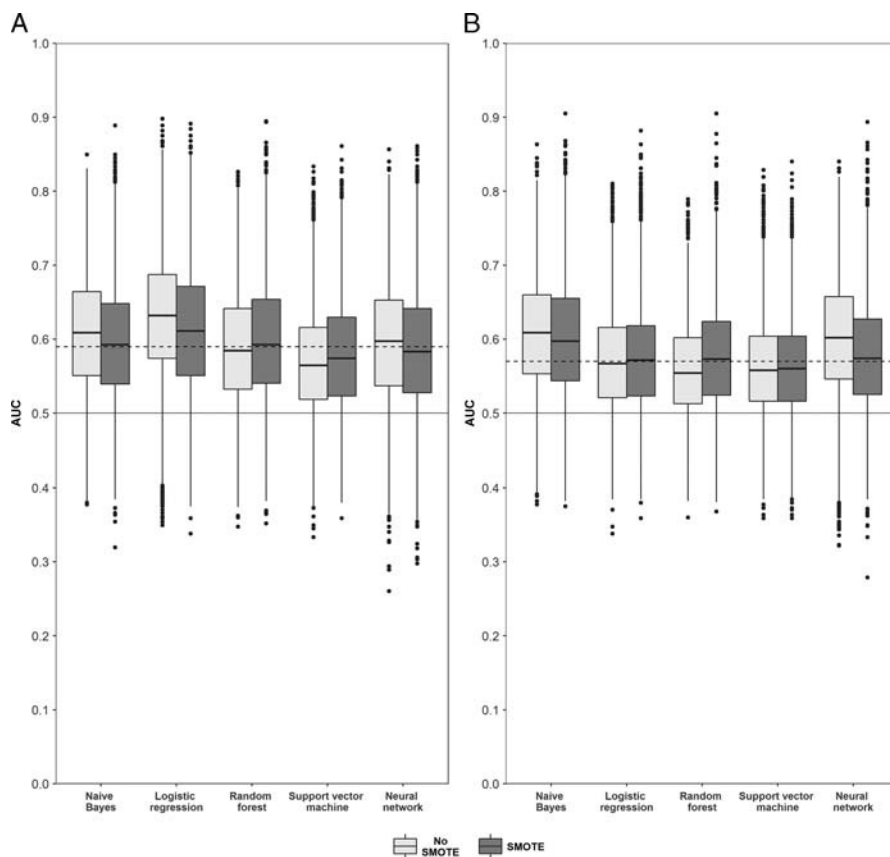 A
1.0
0.9
0.8
0.7
0.6
0.5
0.4
0.3
0.2
0.1
0.0
AUC
Naive
Bayes
Logistic
regression
Random
forest
Support vector
machine
Neural
network
B
1.0
0.9
0.8
0.7
0.6
0.5
0.4
0.3
0.2
0.1
0.0
AUC
Naive
Bayes
Logistic
regression
Random
forest
Support vector
machine
Neural
network
No
SMOTE
SMOTE